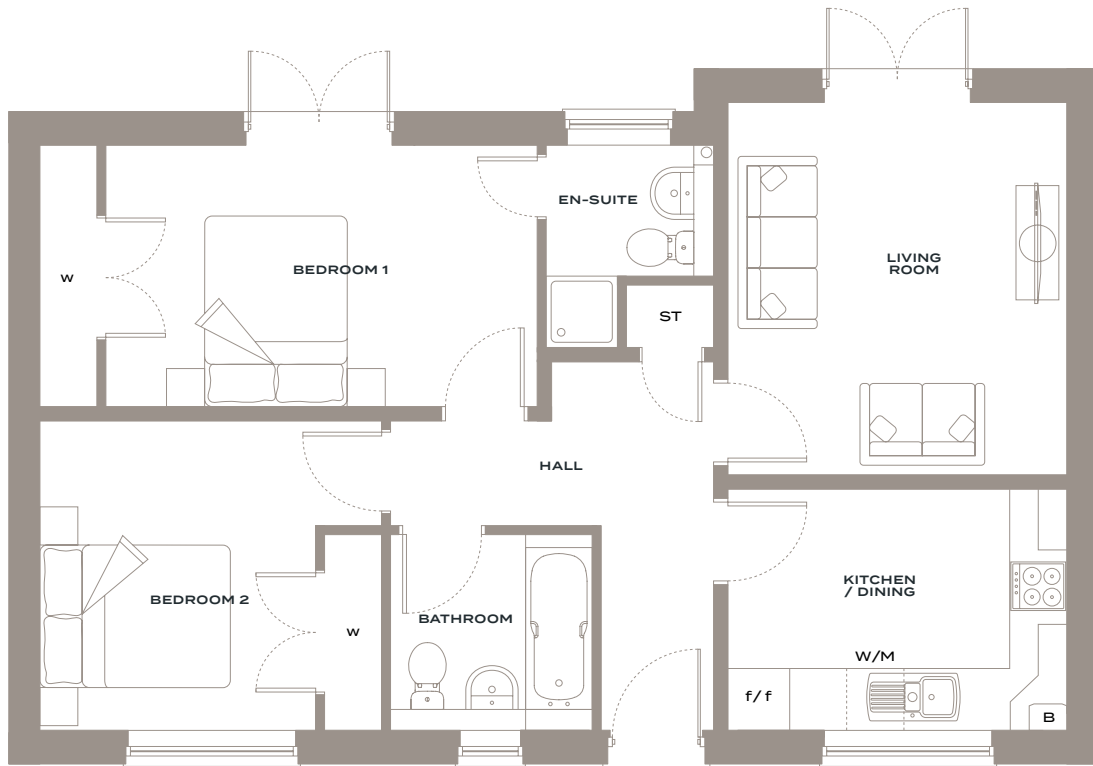 EN-SUITE
LIVING
ROOM
BEDROOM 1
W
ST
HALL
KITCHEN
/ DINING
BEDROOM 2
BATHROOM
W
W/M
f/f
B